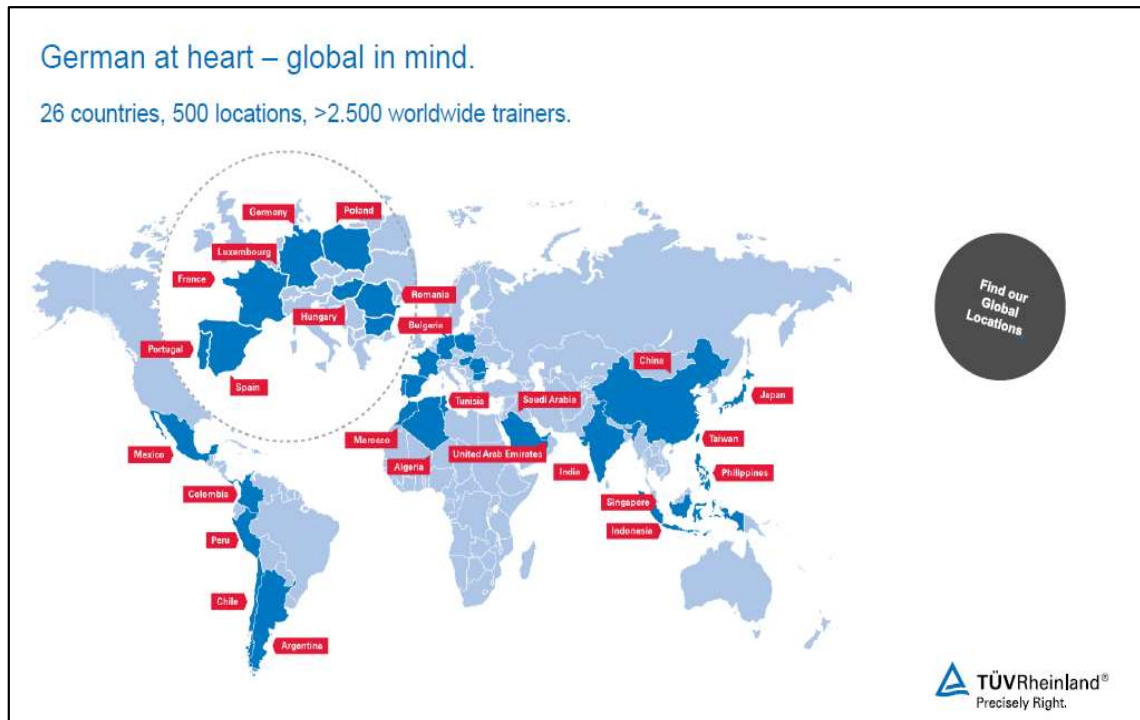 German at heart – global in mind.
26 countries, 500 locations, >2.500 worldwide trainers.
Germany
Poland
Luxembourg
France
Romania
Hungary
Bulgaria
Portugal
Spain
China
Japan
Tunisia
Saudi Arabia
Morocco
Taiwan
Mexico
Algeria
United Arab Emirates
India
Philippines
Colombia
Singapore
Indonesia
Peru
Chile
Argentina
Find our
Global
Locations
TÜVRheinland®
Precisely Right.